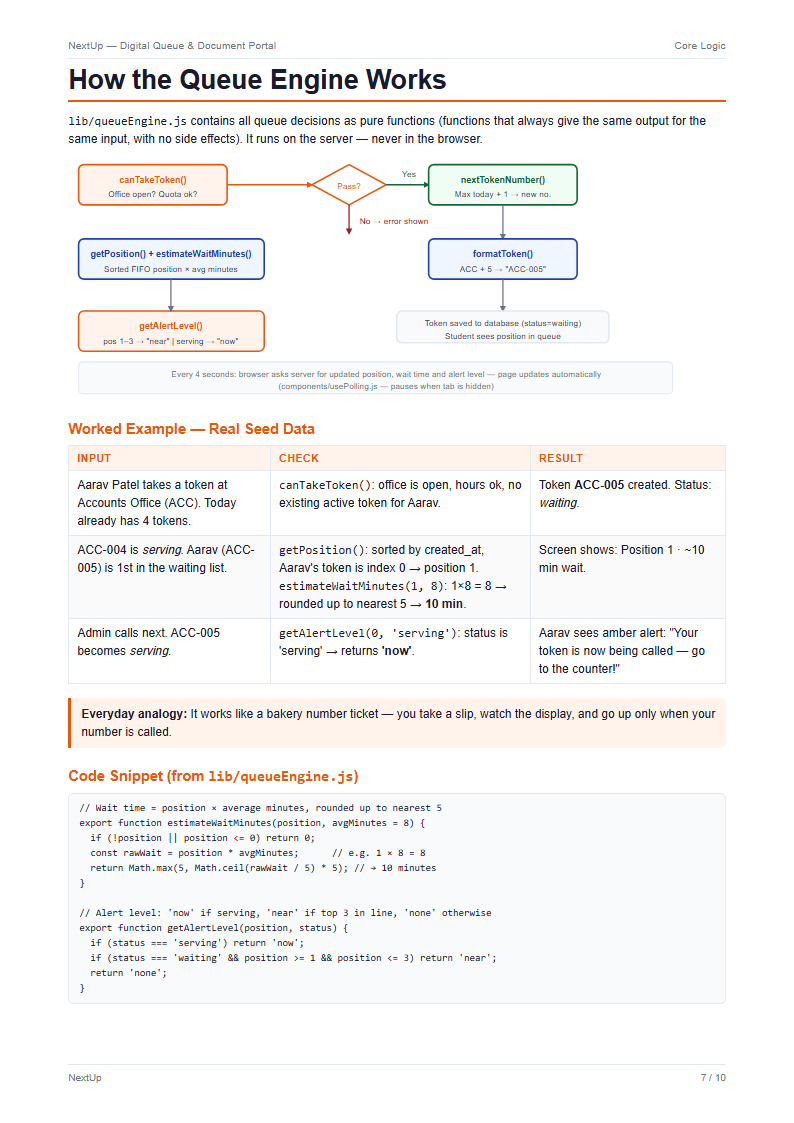 NextUp — Digital Queue & Document Portal
Core Logic
How the Queue Engine Works
lib/queueEngine.js contains all queue decisions as pure functions (functions that always give the same output for the
same input, with no side effects). It runs on the server — never in the browser.
canTakeToken()
Office open? Quota ok?
Pass?
Yes
nextTokenNumber()
Max today + 1 → new no.
No → error shown
getPosition() + estimateWaitMinutes()
Sorted FIFO position × avg minutes
formatToken()
ACC + 5 → "ACC-005"
getAlertLevel()
pos 1–3 → "near" | serving → "now"
Token saved to database (status=waiting)
Student sees position in queue
Every 4 seconds: browser asks server for updated position, wait time and alert level — page updates automatically
(components/usePolling.js — pauses when tab is hidden)
Worked Example — Real Seed Data
INPUT
CHECK
RESULT
Aarav Patel takes a token at
Accounts Office (ACC). Today
already has 4 tokens.
canTakeToken(): office is open, hours ok, no
existing active token for Aarav.
Token ACC-005 created. Status:
waiting.
ACC-004 is serving. Aarav (ACC-
005) is 1st in the waiting list.
getPosition(): sorted by created_at,
Aarav's token is index 0 → position 1.
estimateWaitMinutes(1, 8): 1×8 = 8 →
rounded up to nearest 5 → 10 min.
Screen shows: Position 1 · ~10
min wait.
Admin calls next. ACC-005
becomes serving.
getAlertLevel(0, 'serving'): status is
'serving' → returns 'now'.
Aarav sees amber alert: "Your
token is now being called — go
to the counter!"
Everyday analogy: It works like a bakery number ticket — you take a slip, watch the display, and go up only when your
number is called.
Code Snippet (from lib/queueEngine.js)
// Wait time = position × average minutes, rounded up to nearest 5
export function estimateWaitMinutes(position, avgMinutes = 8) {
  if (!position || position <= 0) return 0;
  const rawWait = position * avgMinutes;      // e.g. 1 × 8 = 8
  return Math.max(5, Math.ceil(rawWait / 5) * 5); // → 10 minutes
}
// Alert level: 'now' if serving, 'near' if top 3 in line, 'none' otherwise
export function getAlertLevel(position, status) {
  if (status === 'serving') return 'now';
  if (status === 'waiting' && position >= 1 && position <= 3) return 'near';
  return 'none';
}
NextUp
7 / 10